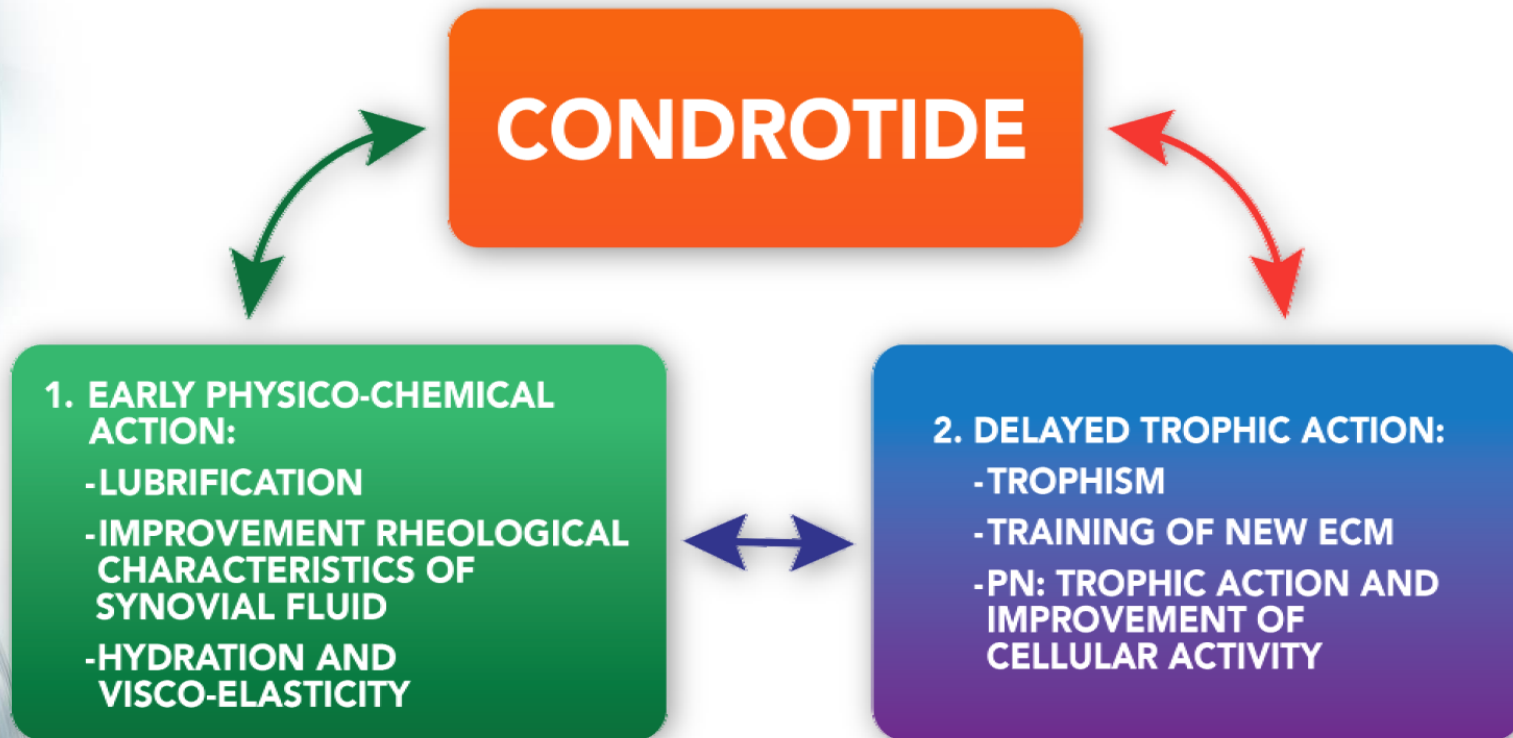 CONDROTIDE
1. EARLY PHYSICO-CHEMICAL
ACTION:
-LUBRIFICATION
-IMPROVEMENT RHEOLOGICAL
CHARACTERISTICS OF
SYNOVIAL FLUID
-HYDRATION AND
VISCO-ELASTICITY
2. DELAYED TROPHIC ACTION:
-TROPHISM
-TRAINING OF NEW ECM
-PN: TROPHIC ACTION AND
IMPROVEMENT OF
CELLULAR ACTIVITY